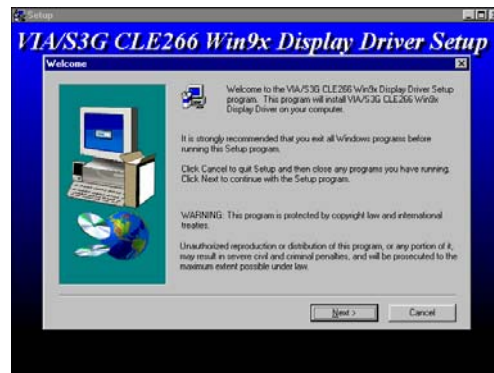 Setup
VIA/S3G CLE266 Win9x Display Driver Setup
Welcome
Welcome to the VIA/S3G CLE266 Win9x Display Driver Setup
program. This program will install VIA/S3G CLE266 Win9x
Display Driver on your computer.
It is strongly recommended that you exit all Windows programs before
running this Setup program.
Click Cancel to quit Setup and then close any programs you have running.
Click Next to continue with the Setup program.
WARNING: This program is protected by copyright law and international
treaties.
Unauthorized reproduction or distribution of this program, or any portion of it,
may result in severe civil and criminal penalties, and will be prosecuted to the
maximum extent possible under law.
Next >
Cancel